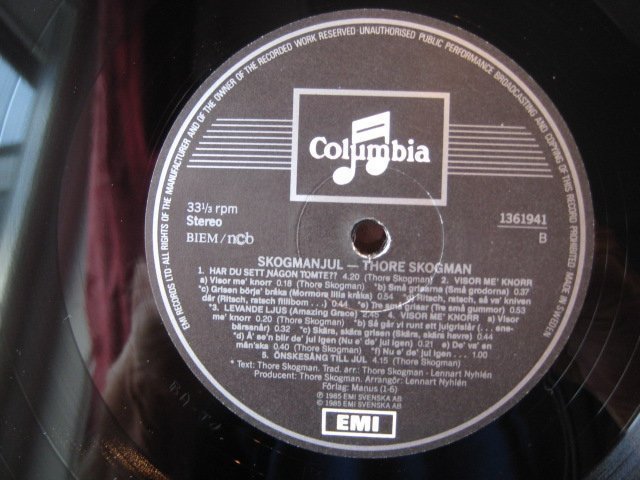 EMI RECORDS LTD ALL RIGHTS OF THE MANUFACTURER AND OF THE OWNER OF THE RECORDED WORK RESERVED UNAUTHORISED PUBLIC PERFORMANCE BROADCASTING AND COPYING OF THIS RECORD PROHIBITED MADE IN SWEDEN
Columbia
33⅓ rpm
Stereo
BIEM/ncb
1361941
B
SKOGMANJUL — THORE SKOGMAN
1. HAR DU SETT NÅGON TOMTE?? 4.20 (Thore Skogman) 2. VISOR ME' KNORR
a) Visor me' knorr 0.18 (Thore Skogman) *b) Små grisarna (Små grodorna) 0.37
*c) Grisen börja' bråka (Mormors lilla kråka) 0.54 Ritsch, ratsch, så va' kniven
där (Ritsch, ratsch fillibom . . .) 0.46 *e) Tre små grisar (Tre små gummor) 0.42
*3. LEVANDE LJUS (Amazing Grace) 2.45 4. VISOR ME' KNORR a) Visor
me' knorr 0.20 (Thore Skogman) *b) Så går vi runt ett julgristår (. . . ene-
bärsenår) 0.32 *c) Skära, skära grisen (Skära, skära havre) 0.44
*d) Ä' se'n blir de' jul igen (Nu e' de' jul igen) 0.21 e) De' va' en
män'ska 0.40 (Thore Skogman) *f) Nu e' de' jul igen . . . 1.00
5. ÖNSKESÅNG TILL JUL 4.15 (Thore Skogman)
* Text: Thore Skogman. Trad. arr.: Thore Skogman - Lennart Nyhlén
Producent: Thore Skogman. Arrangör: Lennart Nyhlén
Förlag: Manus (1-6)
℗ 1985 EMI SVENSKA AB
© 1985 EMI SVENSKA AB
EMI